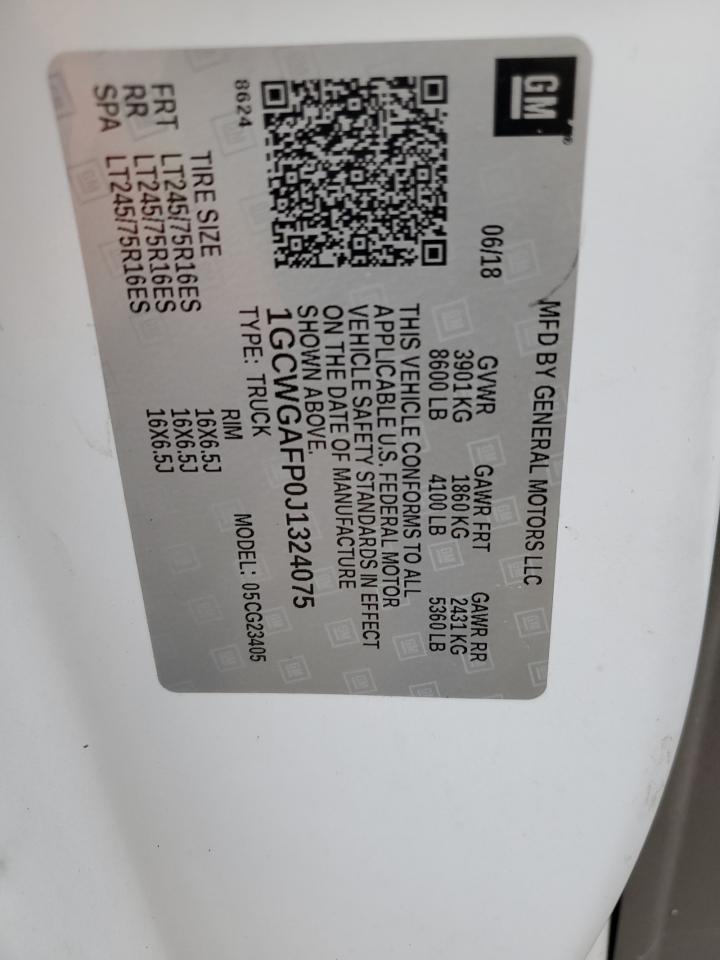 GM
MFD BY GENERAL MOTORS LLC
06/18 GVWR GAWR FRT GAWR RR
3901 KG 1860 KG 2431 KG
8600 LB 4100 LB 5360 LB
THIS VEHICLE CONFORMS TO ALL
APPLICABLE U.S. FEDERAL MOTOR
VEHICLE SAFETY STANDARDS IN EFFECT
ON THE DATE OF MANUFACTURE
SHOWN ABOVE.
1GCWGAFP0J1324075
8624 TYPE: TRUCK MODEL: 05CG23405
TIRE SIZE RIM
FRT LT245/75R16ES 16X6.5J
RR LT245/75R16ES 16X6.5J
SPA LT245/75R16ES 16X6.5J